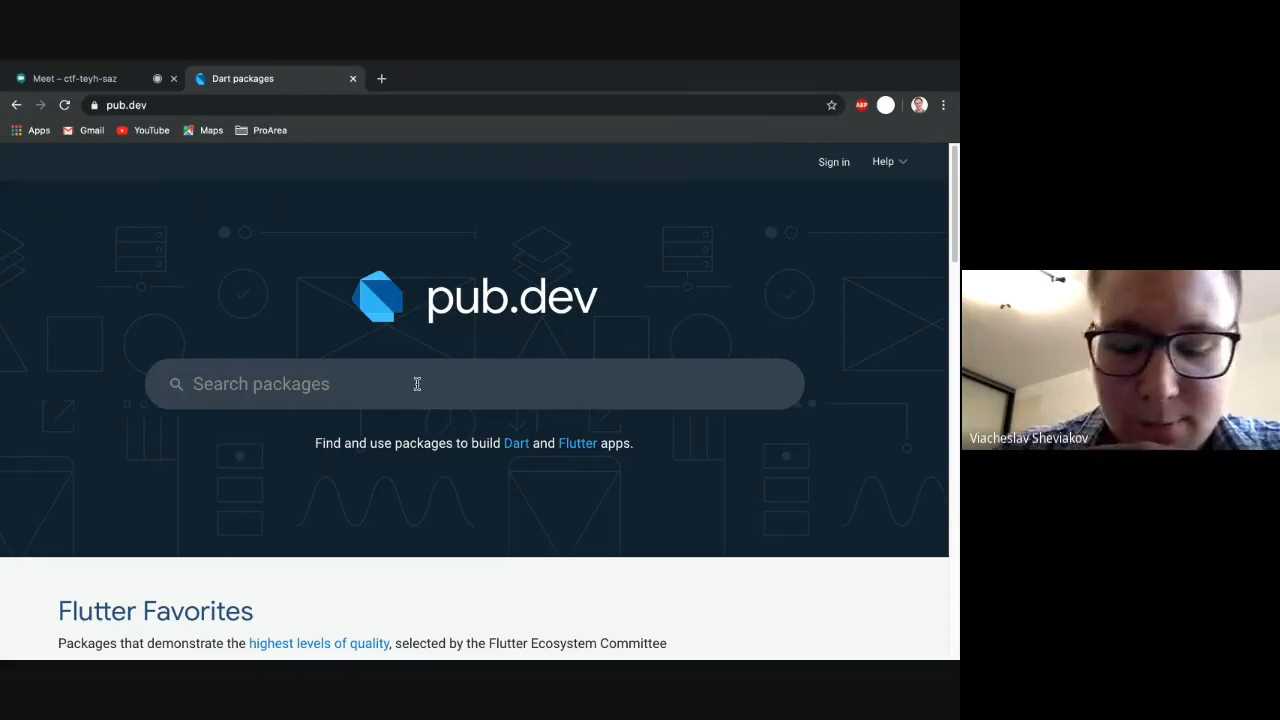 Meet – ctf-teyh-saz
Dart packages
pub.dev
Apps
Gmail
YouTube
Maps
ProArea
ABP
Sign in
Help
pub.dev
Search packages
Find and use packages to build Dart and Flutter apps.
Viacheslav Sheviakov
Flutter Favorites
Packages that demonstrate the highest levels of quality, selected by the Flutter Ecosystem Committee